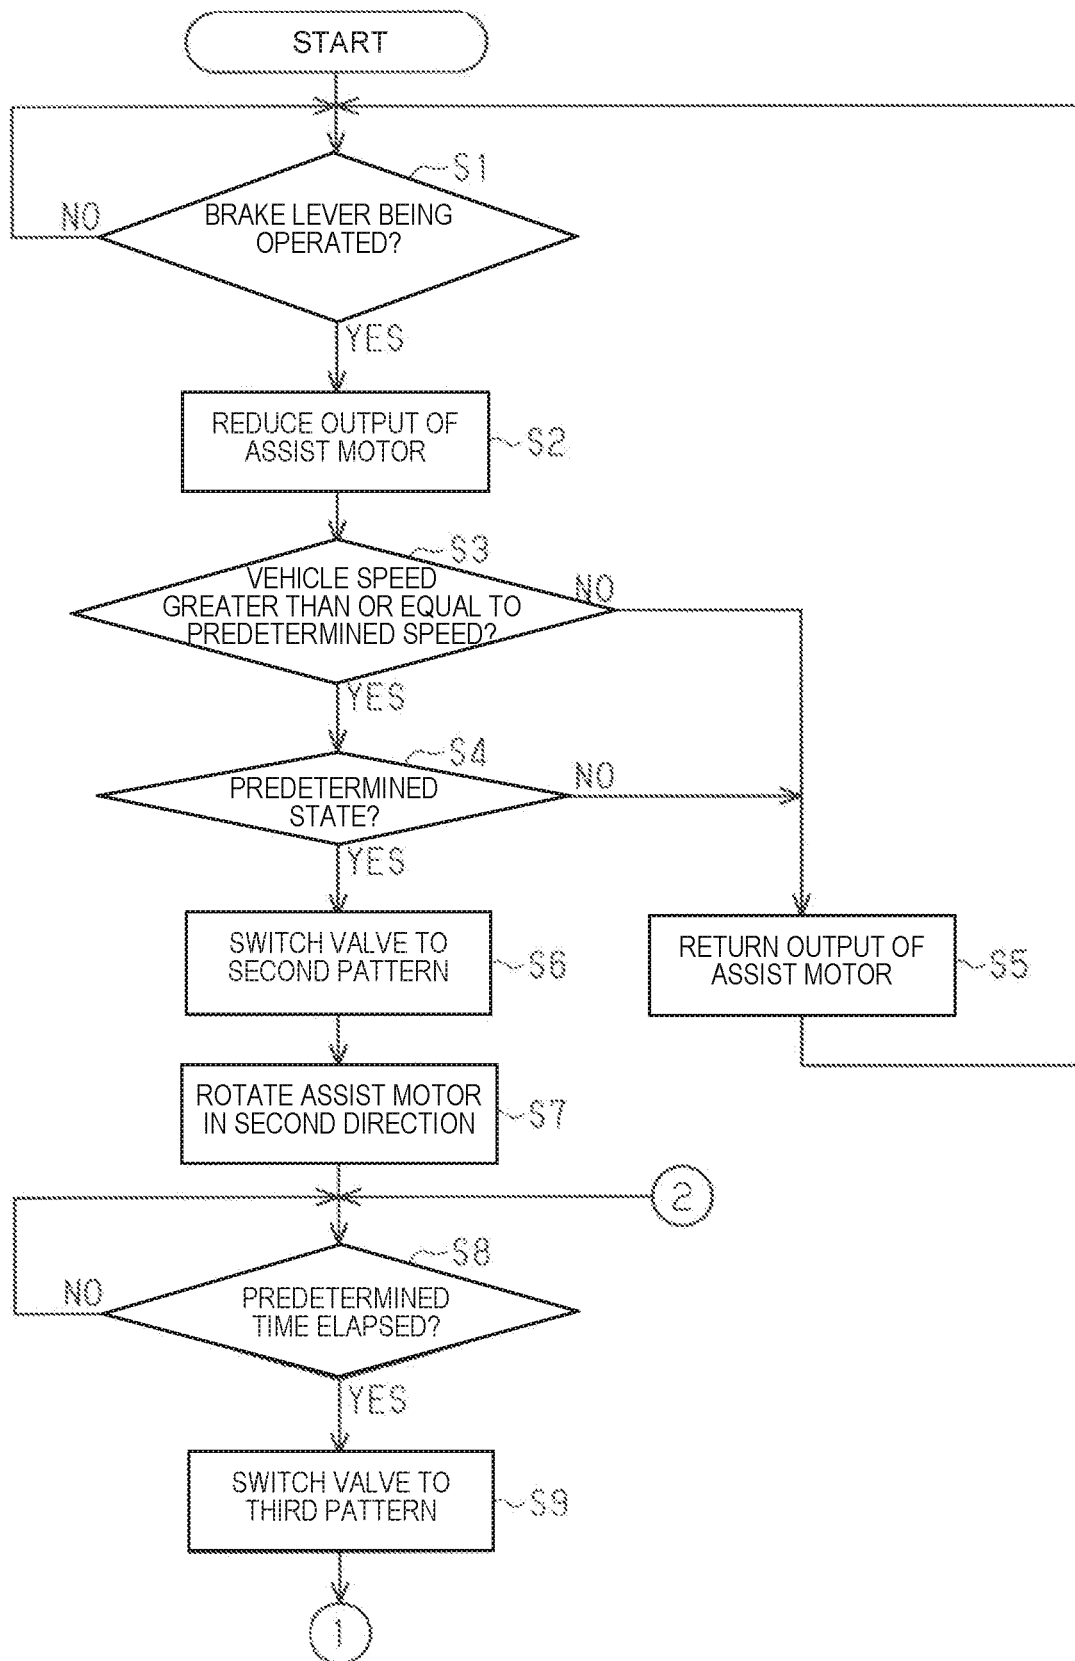 START
S1
BRAKE LEVER BEING
OPERATED?
NO
YES
REDUCE OUTPUT OF
ASSIST MOTOR
S2
S3
VEHICLE SPEED
GREATER THAN OR EQUAL TO
PREDETERMINED SPEED?
NO
YES
S4
PREDETERMINED
STATE?
NO
YES
SWITCH VALVE TO
SECOND PATTERN
S6
RETURN OUTPUT OF
ASSIST MOTOR
S5
ROTATE ASSIST MOTOR
IN SECOND DIRECTION
S7
2
S8
PREDETERMINED
TIME ELAPSED?
NO
YES
SWITCH VALVE TO
THIRD PATTERN
S9
1